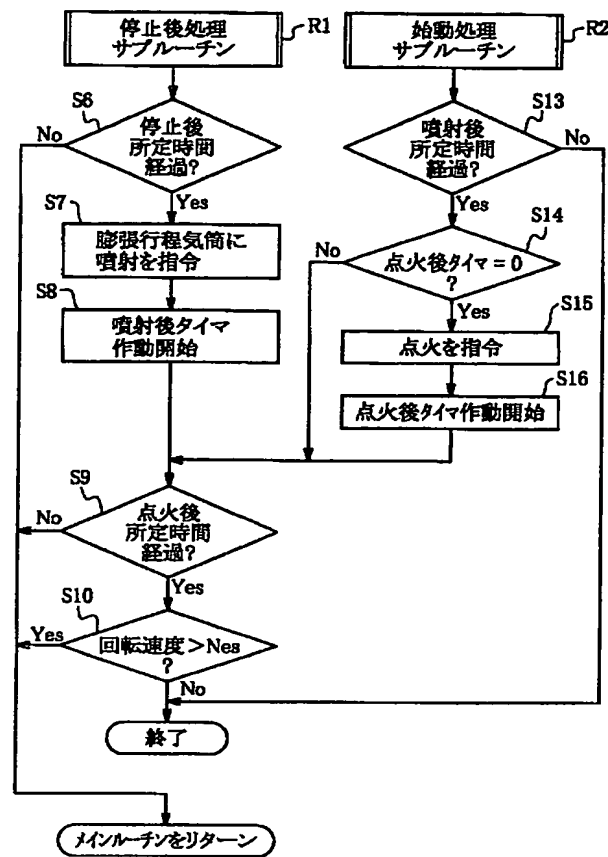 停止後処理
サブルーチン
R1
S6
No
停止後
所定時間
経過?
Yes
S7
膨張行程気筒に
噴射を指令
S8
噴射後タイマ
作動開始
始動処理
サブルーチン
R2
S13
噴射後
所定時間
経過?
No
Yes
S14
No
点火後タイマ=0
?
Yes
S15
点火を指令
S16
点火後タイマ作動開始
S9
No
点火後
所定時間
経過?
Yes
S10
Yes
回転速度>Nes
?
No
終了
メインルーチンをリターン